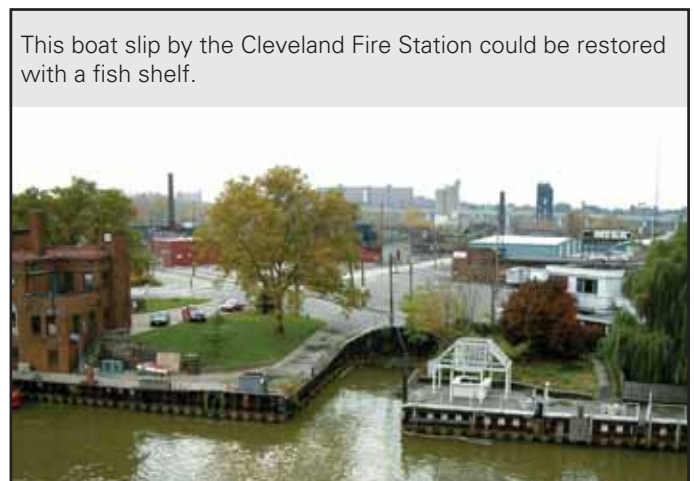 This boat slip by the Cleveland Fire Station could be restored
with a fish shelf.